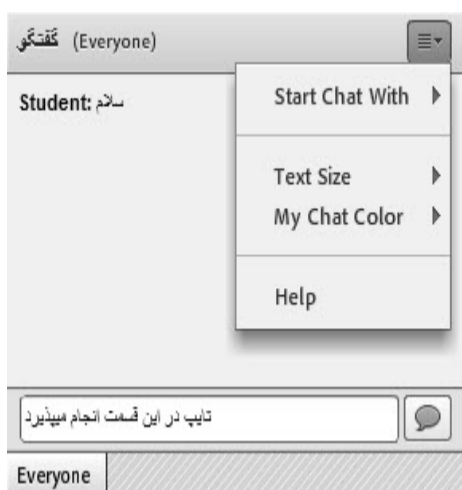 گفتگو (Everyone)
Student: سلام
Start Chat With
Text Size
My Chat Color
Help
تایپ در این قسمت انجام میپذیرد
Everyone